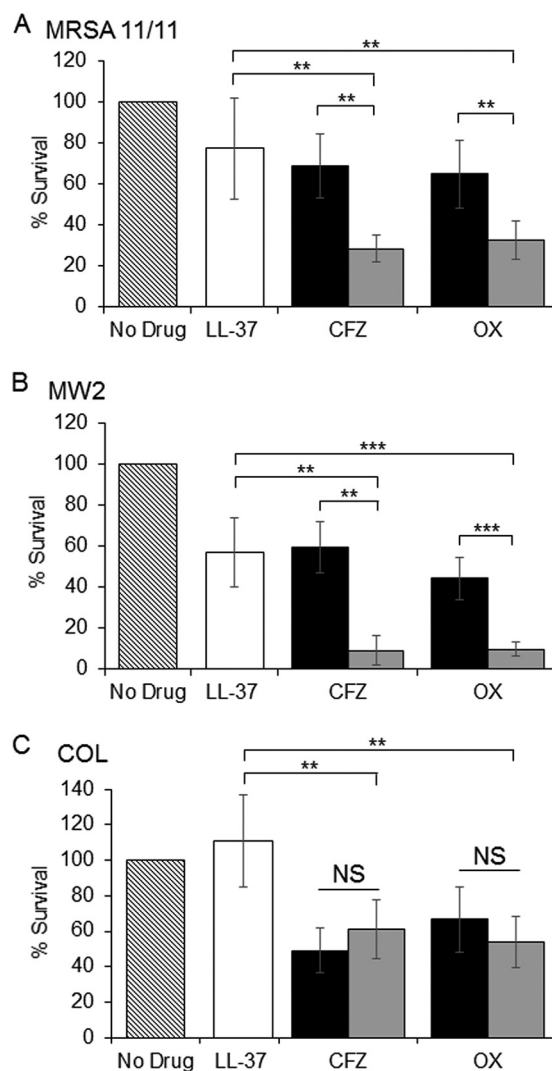 A MRSA 11/11
**
**
**
**
120
100
80
60
40
20
0
% Survival
No Drug LL-37 CFZ OX
B MW2
***
**
**
***
120
100
80
60
40
20
0
% Survival
No Drug LL-37 CFZ OX
C COL
**
**
NS
NS
140
120
100
80
60
40
20
0
% Survival
No Drug LL-37 CFZ OX